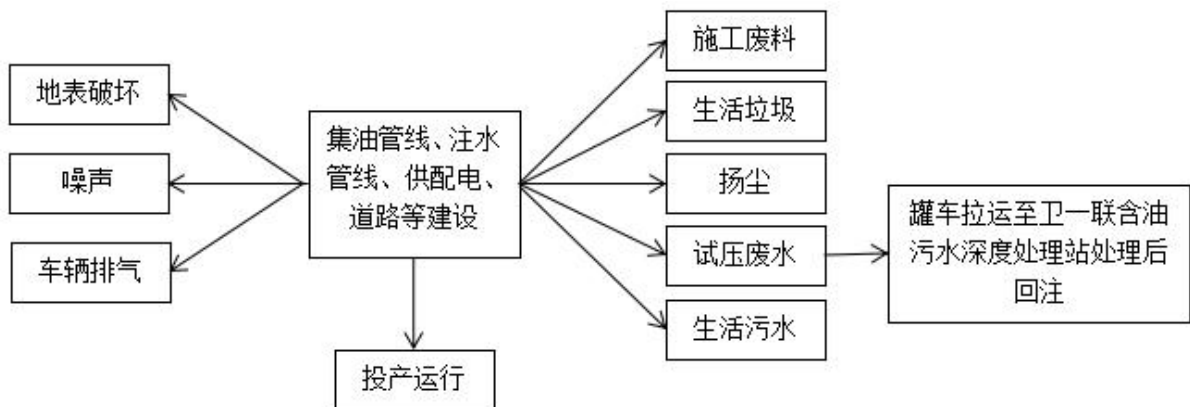 地表破坏
噪声
车辆排气
集油管线、注水
管线、供配电、
道路等建设
投产运行
施工废料
生活垃圾
扬尘
试压废水
生活污水
罐车拉运至卫一联含油
污水深度处理站处理后
回注